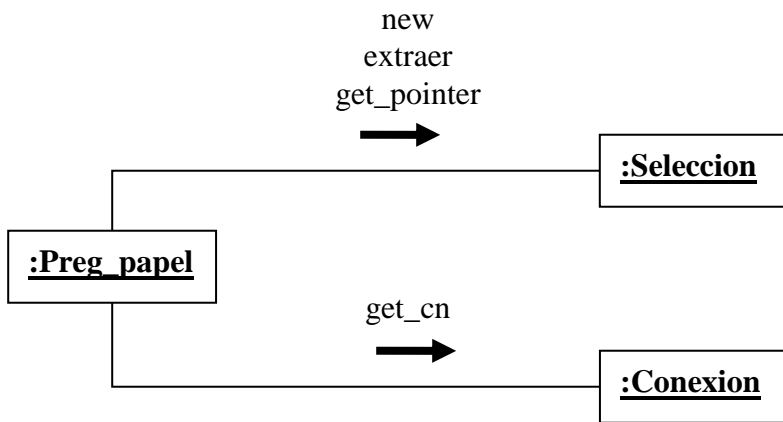 new
extraer
get_pointer
:Seleccion
:Preg_papel
get_cn
:Conexion